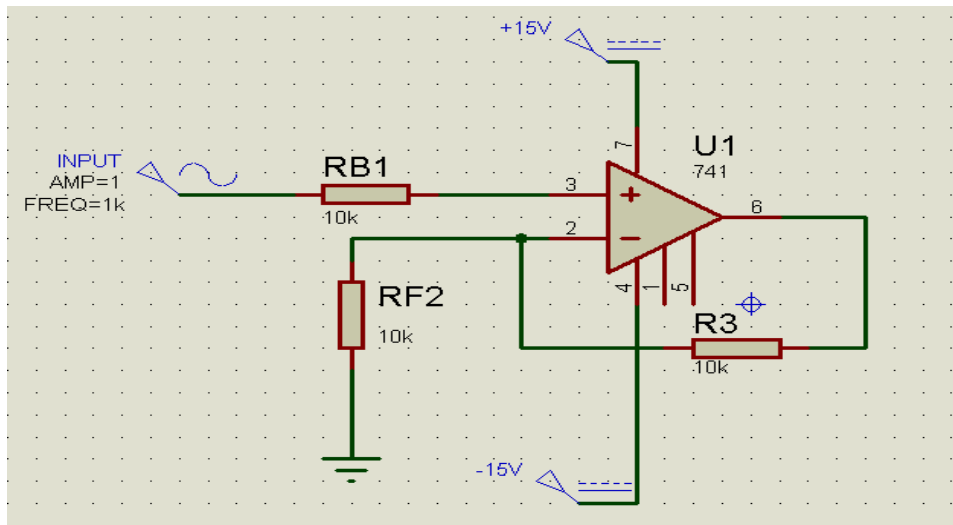 +15V
7
U1
741
INPUT
AMP=1
FREQ=1k
RB1
10k
3
+
6
2
−
RF2
10k
4
1
5
R3
10k
-15V